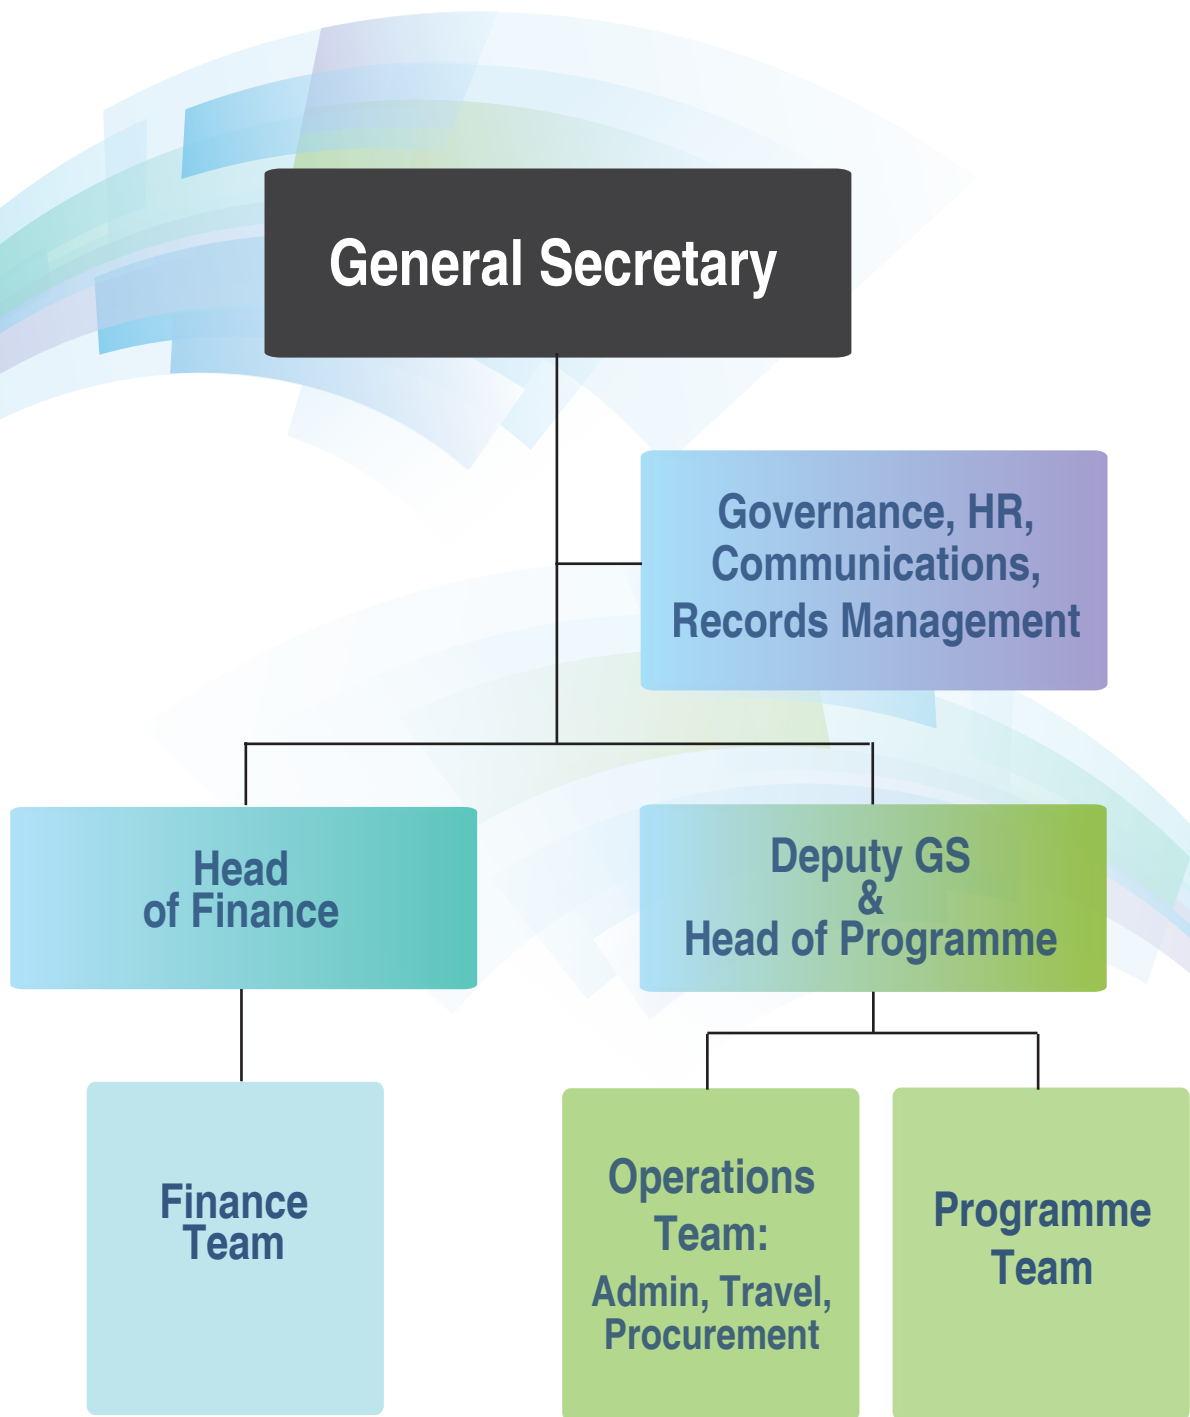 General Secretary
Governance, HR,
Communications,
Records Management
Head
of Finance
Deputy GS
&
Head of Programme
Finance
Team
Operations
Team:
Admin, Travel,
Procurement
Programme
Team